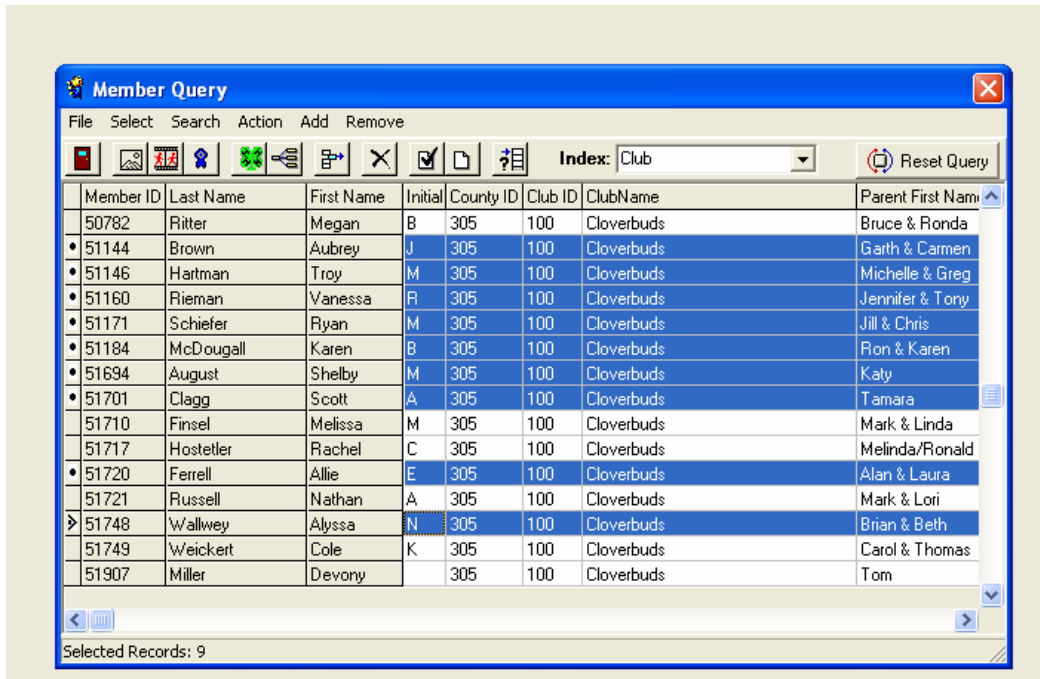 Member Query
File Select Search Action Add Remove
Index: Club Reset Query
Member ID Last Name First Name Initial County ID Club ID ClubName Parent First Nam
50782 Ritter Megan B 305 100 Cloverbuds Bruce & Ronda
51144 Brown Aubrey J 305 100 Cloverbuds Garth & Carmen
51146 Hartman Troy M 305 100 Cloverbuds Michelle & Greg
51160 Rieman Vanessa R 305 100 Cloverbuds Jennifer & Tony
51171 Schiefer Ryan M 305 100 Cloverbuds Jill & Chris
51184 McDougall Karen B 305 100 Cloverbuds Ron & Karen
51694 August Shelby M 305 100 Cloverbuds Katy
51701 Clagg Scott A 305 100 Cloverbuds Tamara
51710 Finsel Melissa M 305 100 Cloverbuds Mark & Linda
51717 Hostetler Rachel C 305 100 Cloverbuds Melinda/Ronald
51720 Ferrell Allie E 305 100 Cloverbuds Alan & Laura
51721 Russell Nathan A 305 100 Cloverbuds Mark & Lori
51748 Wallwey Alyssa N 305 100 Cloverbuds Brian & Beth
51749 Weickert Cole K 305 100 Cloverbuds Carol & Thomas
51907 Miller Devony 305 100 Cloverbuds Tom
Selected Records: 9